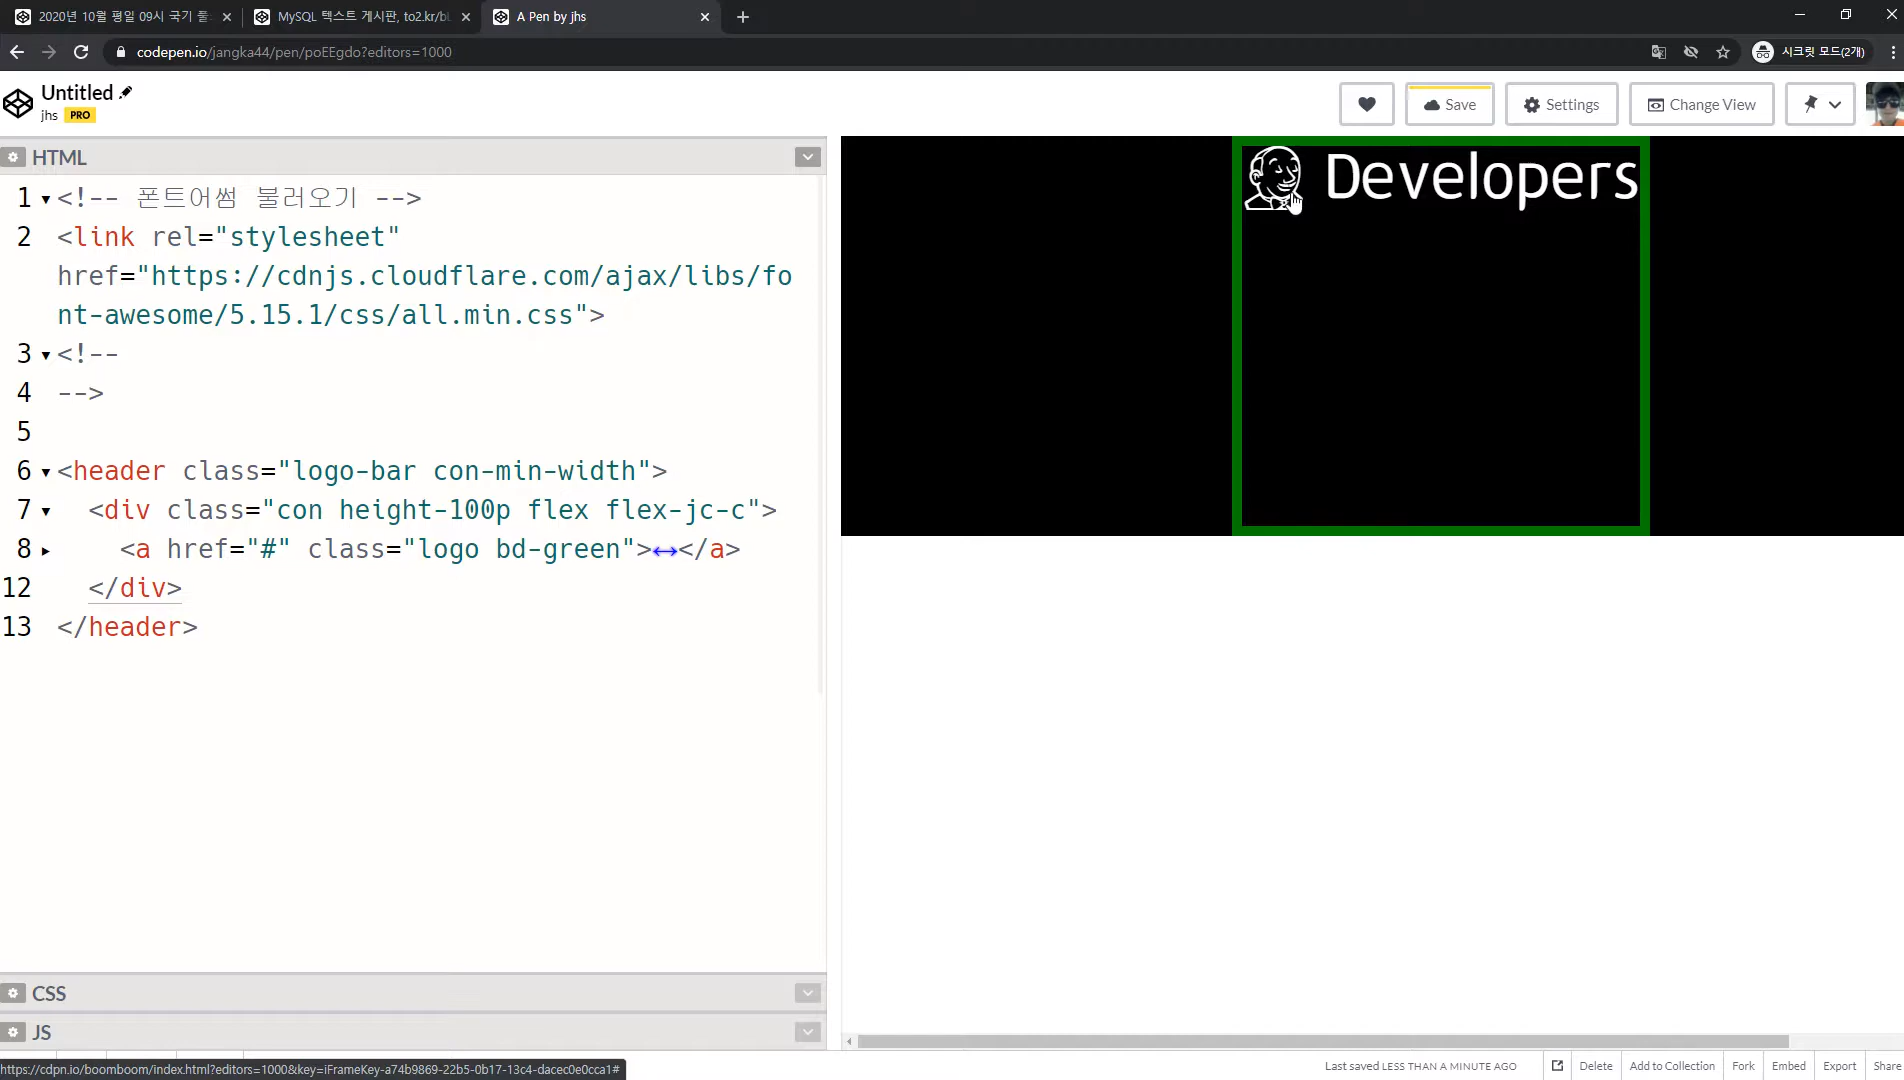 2020년 10월 평일 09시 국기 풀
MySQL 텍스트 게시판, to2.kr/bl
A Pen by jhs
codepen.io/jangka44/pen/poEEgdo?editors=1000
시크릿 모드(2개)
Untitled
jhs PRO
Save
Settings
Change View
HTML
1 <!-- 폰트어썸 불러오기 -->
2 <link rel="stylesheet"
href="https://cdnjs.cloudflare.com/ajax/libs/fo
nt-awesome/5.15.1/css/all.min.css">
3 <!--
4 -->
5
6 <header class="logo-bar con-min-width">
7 <div class="con height-100p flex flex-jc-c">
8 <a href="#" class="logo bd-green">↔</a>
12 </div>
13 </header>
Developers
CSS
JS
https://cdpn.io/boomboom/index.html?editors=1000&key=iFrameKey-a74b9869-22b5-0b17-13c4-dacec0e0cca1#
Last saved LESS THAN A MINUTE AGO
Delete
Add to Collection
Fork
Embed
Export
Share